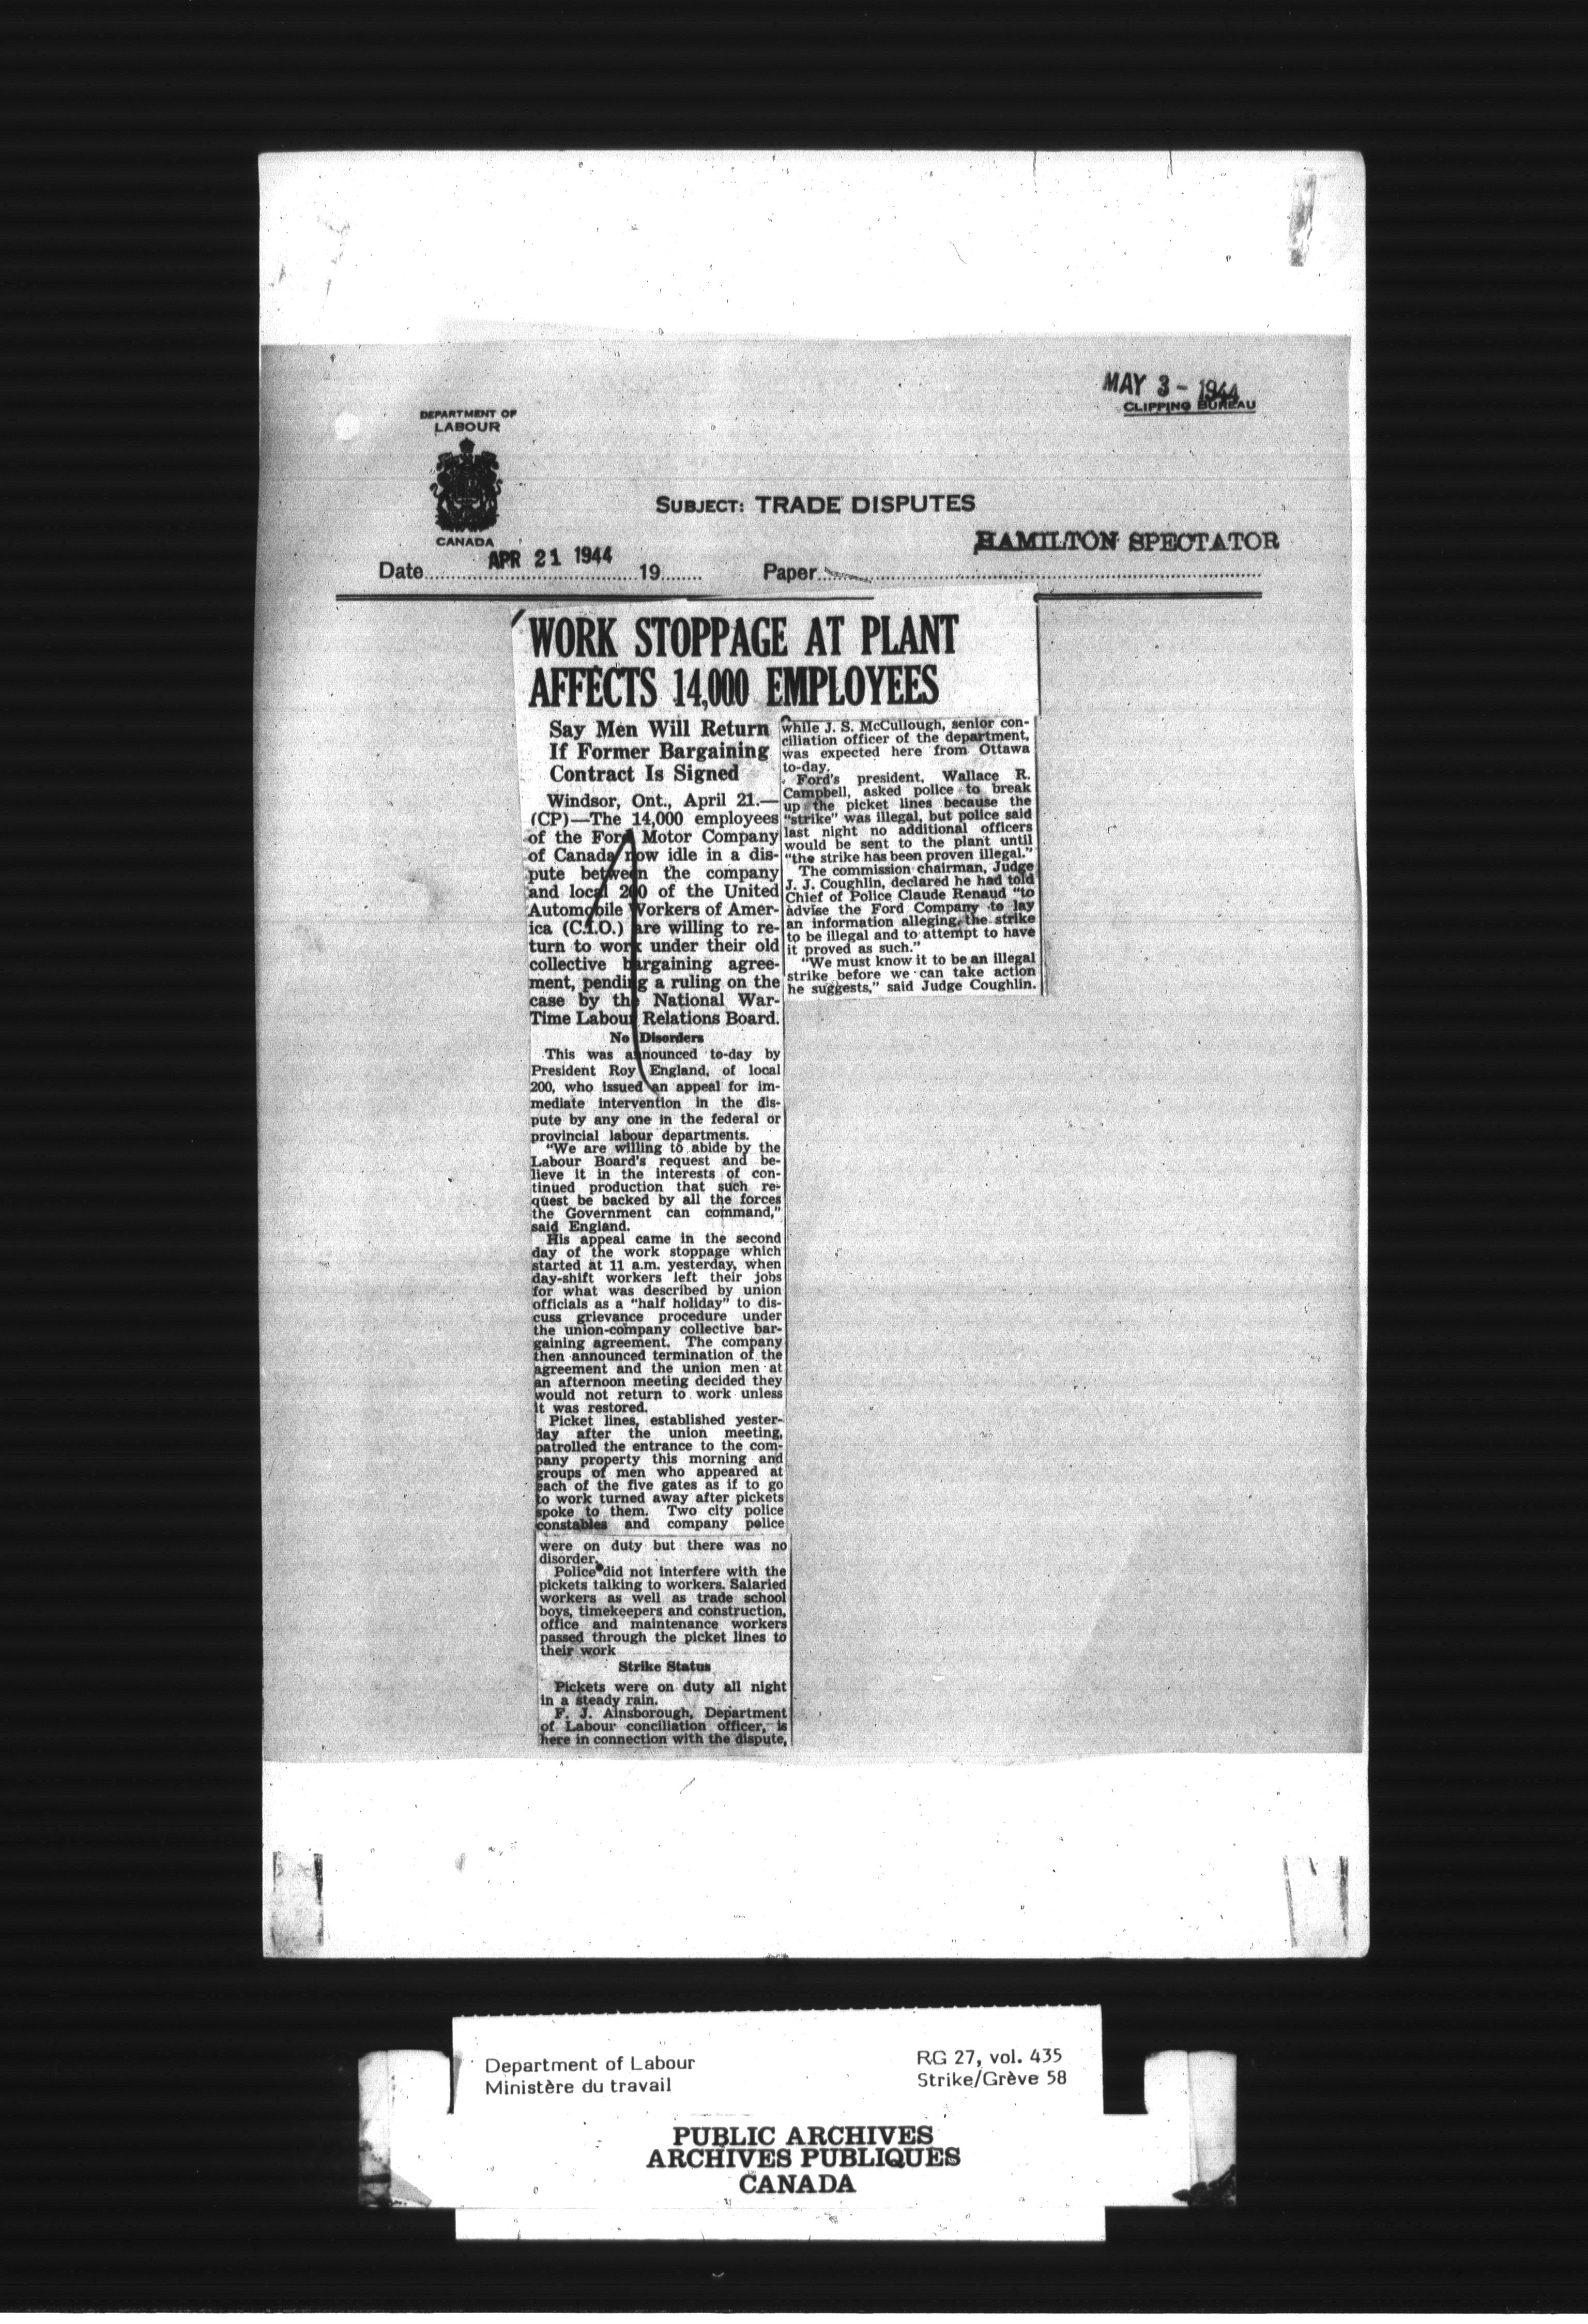 MAY 3 - 1944
CLIPPING BUREAU
DEPARTMENT OF
LABOUR
CANADA
SUBJECT: TRADE DISPUTES
HAMILTON SPECTATOR
APR 21 1944
Date 19 Paper
WORK STOPPAGE AT PLANT
AFFECTS 14,000 EMPLOYEES
Say Men Will Return
If Former Bargaining
Contract Is Signed
Windsor, Ont., April 21.—
(CP)—The 14,000 employees
of the Ford Motor Company
of Canada now idle in a dis-
pute between the company
and local 200 of the United
Automobile Workers of Amer-
ica (C.I.O.) are willing to re-
turn to work under their old
collective bargaining agree-
ment, pending a ruling on the
case by the National War-
Time Labour Relations Board.
No Disorders
This was announced to-day by
President Roy England, of local
200, who issued an appeal for im-
mediate intervention in the dis-
pute by any one in the federal or
provincial labour departments.
"We are willing to abide by the
Labour Board's request and be-
lieve it in the interests of con-
tinued production that such re-
quest be backed by all the forces
the Government can command,"
said England.
His appeal came in the second
day of the work stoppage which
started at 11 a.m. yesterday, when
day-shift workers left their jobs
for what was described by union
officials as a "half holiday" to dis-
cuss grievance procedure under
the union-company collective bar-
gaining agreement. The company
then announced termination of the
agreement and the union men at
an afternoon meeting decided they
would not return to work unless
it was restored.
Picket lines, established yester-
day after the union meeting,
patrolled the entrance to the com-
pany property this morning and
groups of men who appeared at
each of the five gates as if to go
to work turned away after pickets
spoke to them. Two city police
constables and company police
were on duty but there was no
disorder.
Police did not interfere with the
pickets talking to workers. Salaried
workers as well as trade school
boys, timekeepers and construction,
office and maintenance workers
passed through the picket lines to
their work
Strike Status
Pickets were on duty all night
in a steady rain.
F. J. Ainsborough, Department
of Labour conciliation officer, is
here in connection with the dispute,
while J. S. McCullough, senior con-
ciliation officer of the department,
was expected here from Ottawa
to-day.
Ford's president, Wallace R.
Campbell, asked police to break
up the picket lines because the
"strike" was illegal, but police said
last night no additional officers
would be sent to the plant until
"the strike has been proven illegal."
The commission chairman, Judge
J. J. Coughlin, declared he had told
Chief of Police Claude Renaud "to
advise the Ford Company to lay
an information alleging the strike
to be illegal and to attempt to have
it proved as such."
"We must know it to be an illegal
strike before we can take action
he suggests," said Judge Coughlin.
Department of Labour
Ministère du travail
RG 27, vol. 435
Strike/Grève 58
PUBLIC ARCHIVES
ARCHIVES PUBLIQUES
CANADA